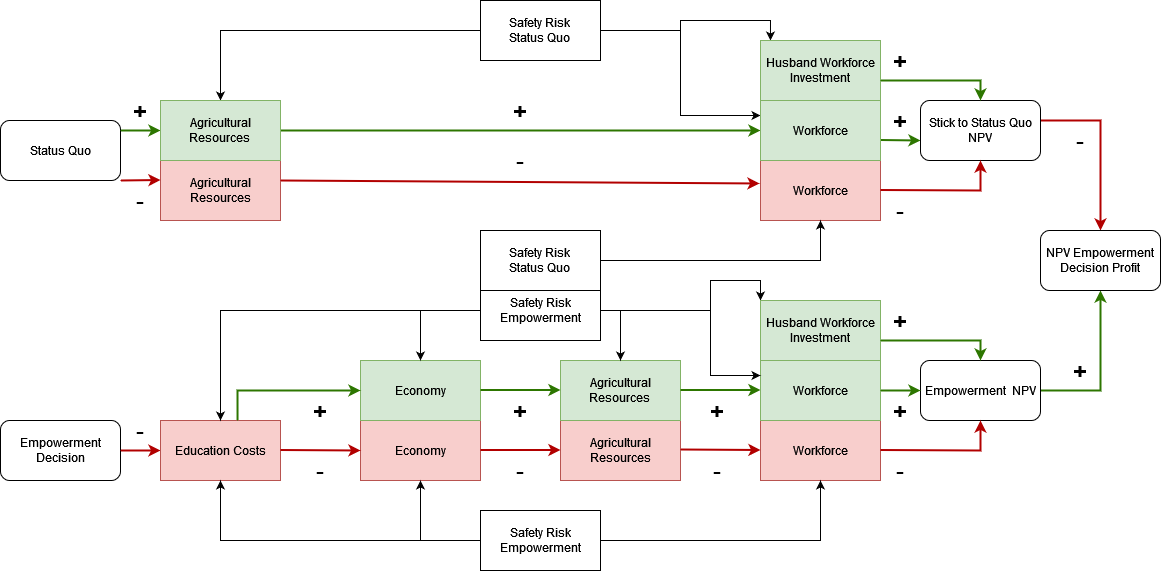 Safety Risk
Status Quo
Husband Workforce
Investment
+
+
Agricultural
Resources
+
Workforce
+
Stick to Status Quo
NPV
Status Quo
-
-
Agricultural
Resources
-
Workforce
-
Safety Risk
Status Quo
NPV Empowerment
Decision Profit
Safety Risk
Empowerment
Husband Workforce
Investment
+
+
Economy
Agricultural
Resources
Workforce
Empowerment  NPV
+
+
+
+
Empowerment
Decision
-
Education Costs
Economy
Agricultural
Resources
Workforce
-
-
-
-
Safety Risk
Empowerment